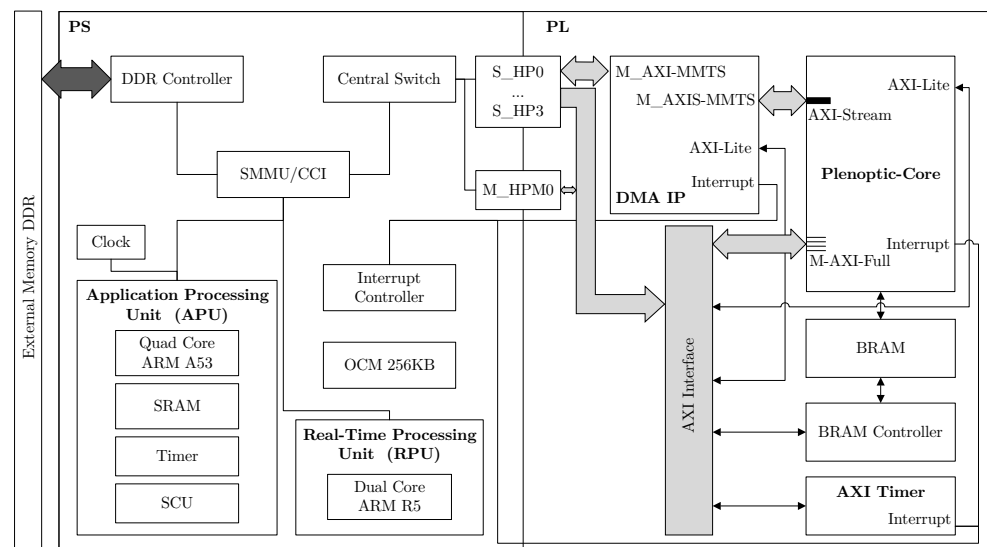 PS
PL
External Memory DDR
DDR Controller
Central Switch
S_HP0
...
S_HP3
M_AXI-MMTS
M_AXIS-MMTS
AXI-Lite
Interrupt
DMA IP
AXI-Lite
AXI-Stream
Plenoptic-Core
Interrupt
M-AXI-Full
SMMU/CCI
M_HPM0
Clock
Interrupt
Controller
Application Processing
Unit (APU)
Quad Core
ARM A53
SRAM
Timer
SCU
OCM 256KB
Real-Time Processing
Unit (RPU)
Dual Core
ARM R5
AXI Interface
BRAM
BRAM Controller
AXI Timer
Interrupt